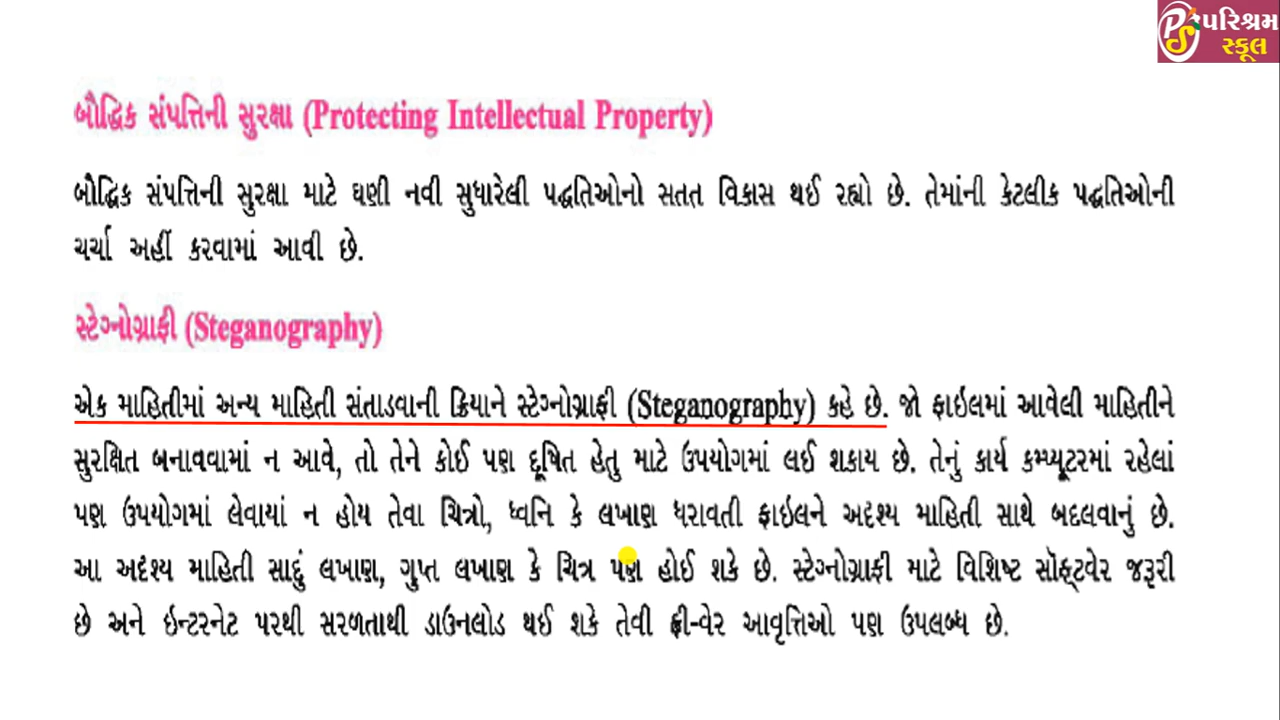 પરિશ્રમ
સ્કૂલ
બૌદ્ધિક સંપત્તિની સુરક્ષા (Protecting Intellectual Property)
બૌદ્ધિક સંપત્તિની સુરક્ષા માટે ઘણી નવી સુધારેલી પદ્ધતિઓનો સતત વિકાસ થઈ રહ્યો છે. તેમાંની કેટલીક પદ્ધતિઓની
ચર્ચા અહીં કરવામાં આવી છે.
સ્ટેગ્નોગ્રાફી (Steganography)
એક માહિતીમાં અન્ય માહિતી સંતાડવાની ક્રિયાને સ્ટેગ્નોગ્રાફી (Steganography) કહે છે. જો ફાઇલમાં આવેલી માહિતીને
સુરક્ષિત બનાવવામાં ન આવે, તો તેને કોઈ પણ દૂષિત હેતુ માટે ઉપયોગમાં લઈ શકાય છે. તેનું કાર્ય કમ્પ્યૂટરમાં રહેલાં
પણ ઉપયોગમાં લેવાયાં ન હોય તેવા ચિત્રો, ધ્વનિ કે લખાણ ધરાવતી ફાઇલને અદૃશ્ય માહિતી સાથે બદલવાનું છે.
આ અદૃશ્ય માહિતી સાદું લખાણ, ગુપ્ત લખાણ કે ચિત્ર પણ હોઈ શકે છે. સ્ટેગ્નોગ્રાફી માટે વિશિષ્ટ સૉફ્ટવેર જરૂરી
છે અને ઇન્ટરનેટ પરથી સરળતાથી ડાઉનલોડ થઈ શકે તેવી ફ્રી-વેર આવૃત્તિઓ પણ ઉપલબ્ધ છે.